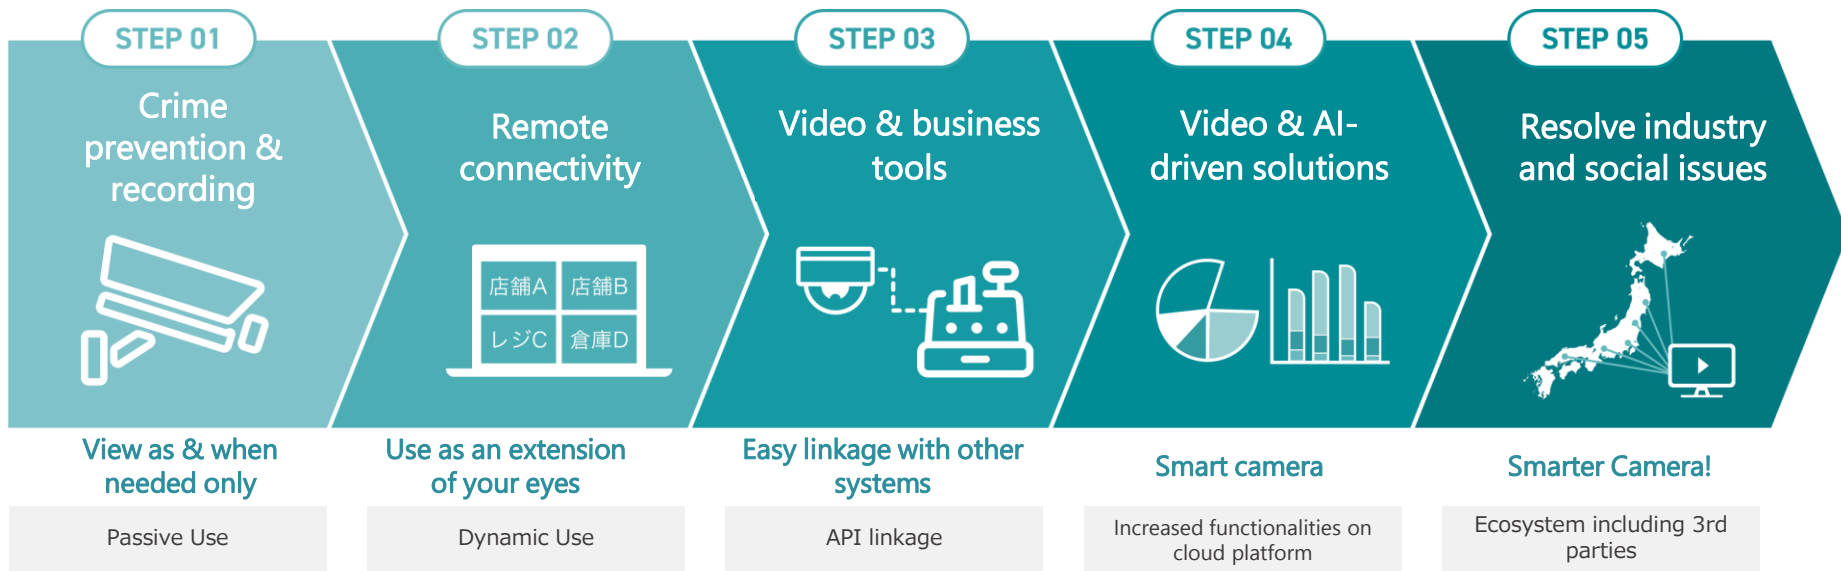 STEP 01
Crime
prevention &
recording
View as & when
needed only
Passive Use
STEP 02
Remote
connectivity
店舗A
店舗B
レジC
倉庫D
Use as an extension
of your eyes
Dynamic Use
STEP 03
Video & business
tools
Easy linkage with other
systems
API linkage
STEP 04
Video & AI-
driven solutions
Smart camera
Increased functionalities on
cloud platform
STEP 05
Resolve industry
and social issues
Smarter Camera!
Ecosystem including 3rd
parties